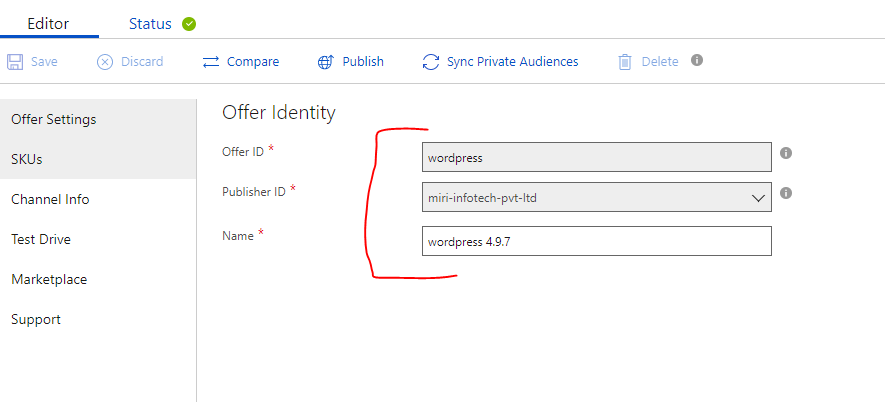 Editor Status
Save Discard Compare Publish Sync Private Audiences Delete
Offer Settings
SKUs
Channel Info
Test Drive
Marketplace
Support
Offer Identity
Offer ID * wordpress
Publisher ID * miri-infotech-pvt-ltd
Name * wordpress 4.9.7